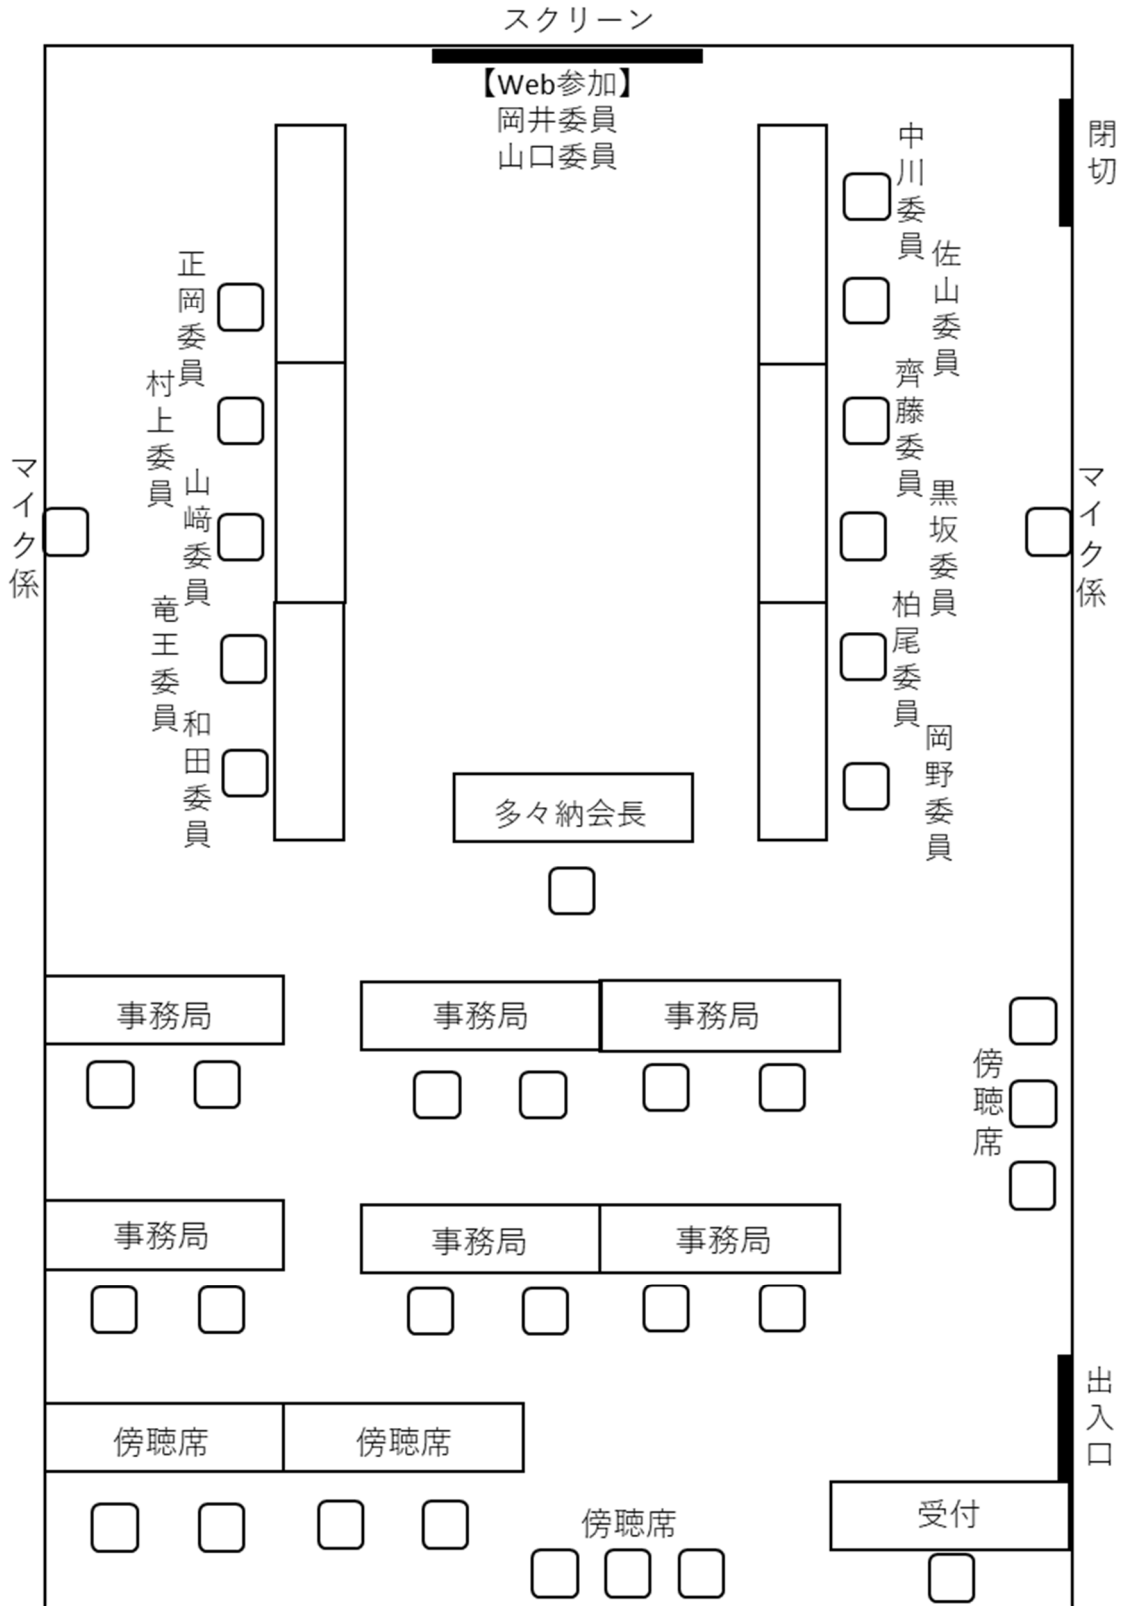 スクリーン
【Web参加】
岡井委員
山口委員
閉切
中川委員
佐山委員
齊藤委員
黒坂委員
柏尾委員
岡野委員
正岡委員
村上委員
山﨑委員
竜王委員
和田委員
マイク係
マイク係
多々納会長
事務局
事務局
事務局
傍聴席
事務局
事務局
事務局
出入口
傍聴席
傍聴席
傍聴席
受付